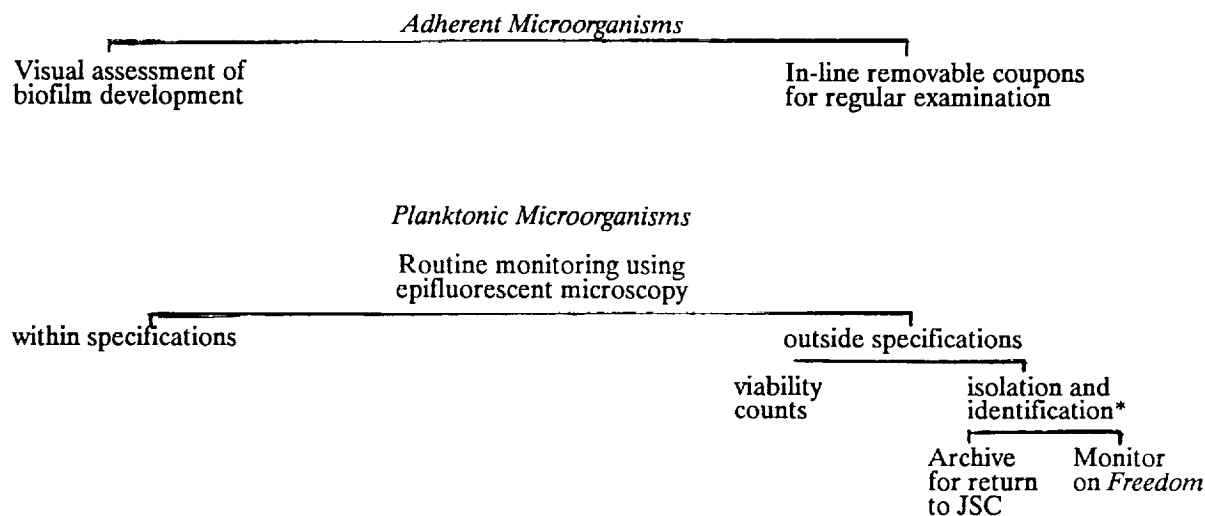 Adherent Microorganisms
Visual assessment of
biofilm development
In-line removable coupons
for regular examination
Planktonic Microorganisms
Routine monitoring using
epifluorescent microscopy
within specifications
outside specifications
viability
counts
isolation and
identification*
Archive
for return
to JSC
Monitor
on Freedom